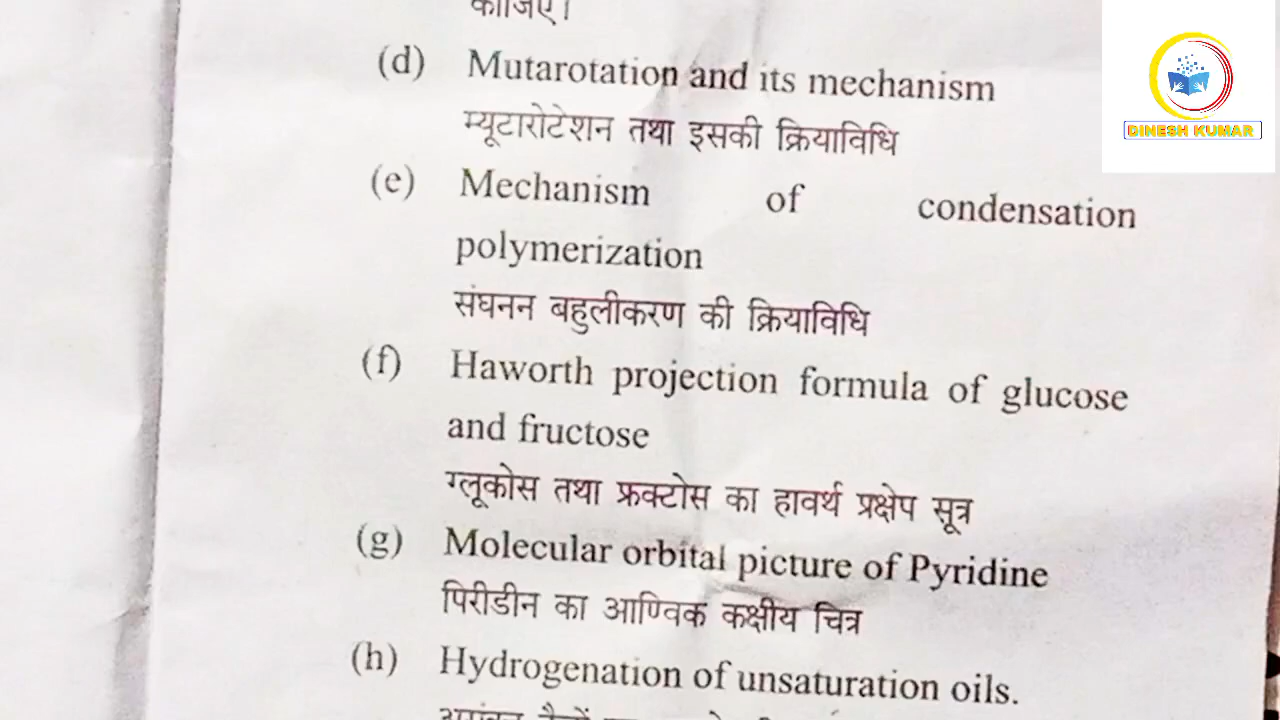 कीजिए।
(d) Mutarotation and its mechanism
म्यूटारोटेशन तथा इसकी क्रियाविधि
(e) Mechanism of condensation
polymerization
संघनन बहुलीकरण की क्रियाविधि
(f) Haworth projection formula of glucose
and fructose
ग्लूकोस तथा फ्रक्टोस का हावर्थ प्रक्षेप सूत्र
(g) Molecular orbital picture of Pyridine
पिरीडीन का आण्विक कक्षीय चित्र
(h) Hydrogenation of unsaturation oils.
DINESH KUMAR